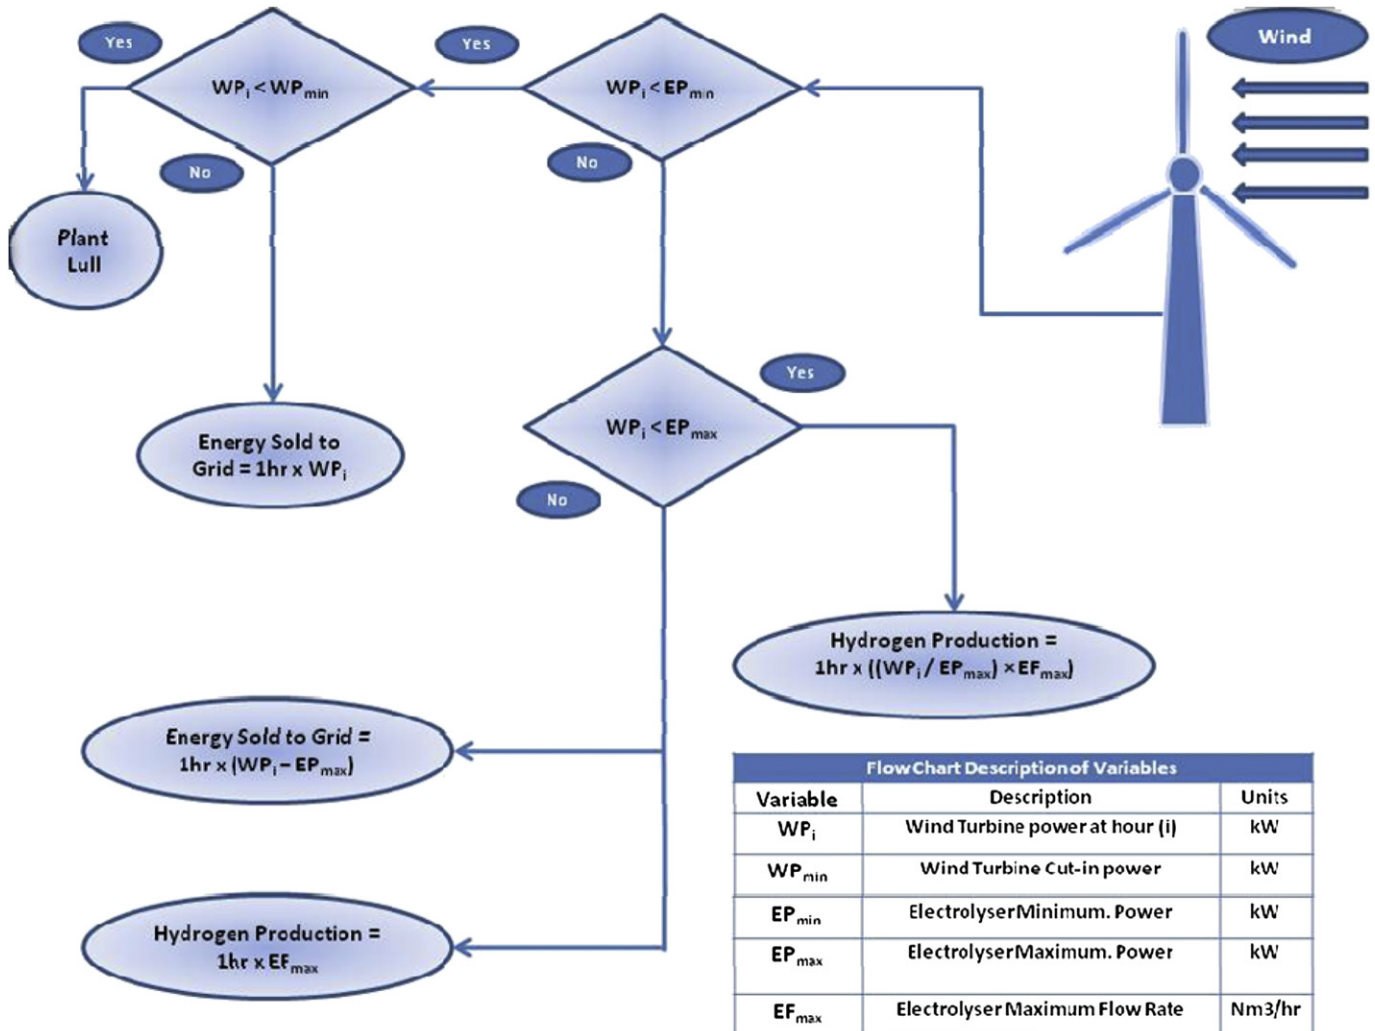 Yes
WPi < WPmin
Yes
WPi < EPmin
Wind
No
No
Plant
Lull
Energy Sold to
Grid = 1hr x WPi
WPi < EPmax
Yes
No
Hydrogen Production =
1hr x ((WPi / EPmax) × EFmax)
Energy Sold to Grid =
1hr x (WPi – EPmax)
Hydrogen Production =
1hr x EFmax
Flow Chart Description of Variables
Variable Description Units
WPi Wind Turbine power at hour (i) kW
WPmin Wind Turbine Cut-in power kW
EPmin Electrolyser Minimum. Power kW
EPmax Electrolyser Maximum. Power kW
EFmax Electrolyser Maximum Flow Rate Nm3/hr